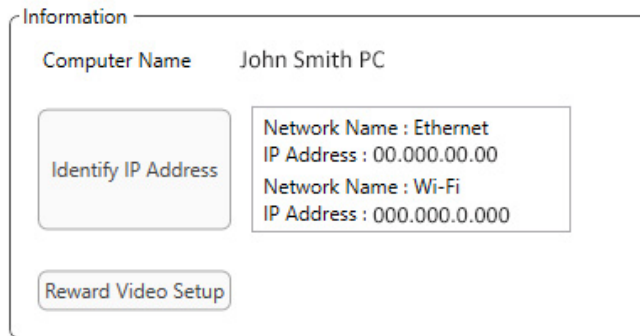 Information
Computer Name John Smith PC
Identify IP Address
Network Name : Ethernet
IP Address : 00.000.00.00
Network Name : Wi-Fi
IP Address : 000.000.0.000
Reward Video Setup